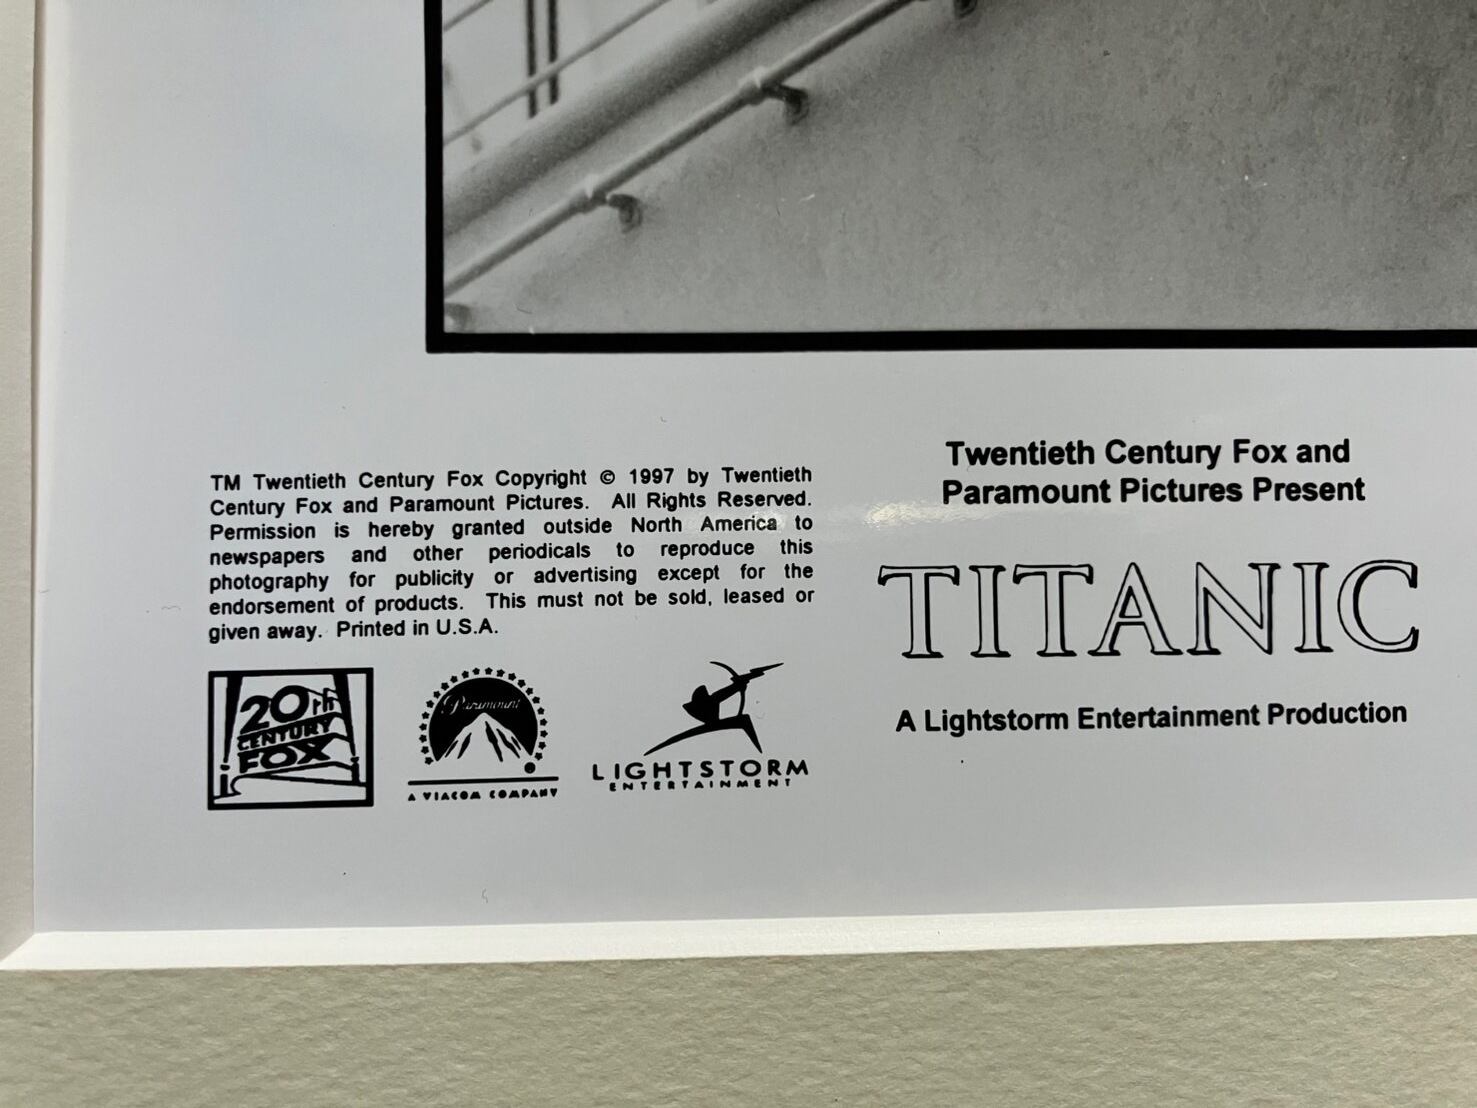 TM Twentieth Century Fox Copyright © 1997 by Twentieth
Century Fox and Paramount Pictures. All Rights Reserved.
Permission is hereby granted outside North America to
newspapers and other periodicals to reproduce this
photography for publicity or advertising except for the
endorsement of products. This must not be sold, leased or
given away. Printed in U.S.A.
20th
CENTURY
FOX
Paramount
A VIACOM COMPANY
LIGHTSTORM
ENTERTAINMENT
Twentieth Century Fox and
Paramount Pictures Present
TITANIC
A Lightstorm Entertainment Production